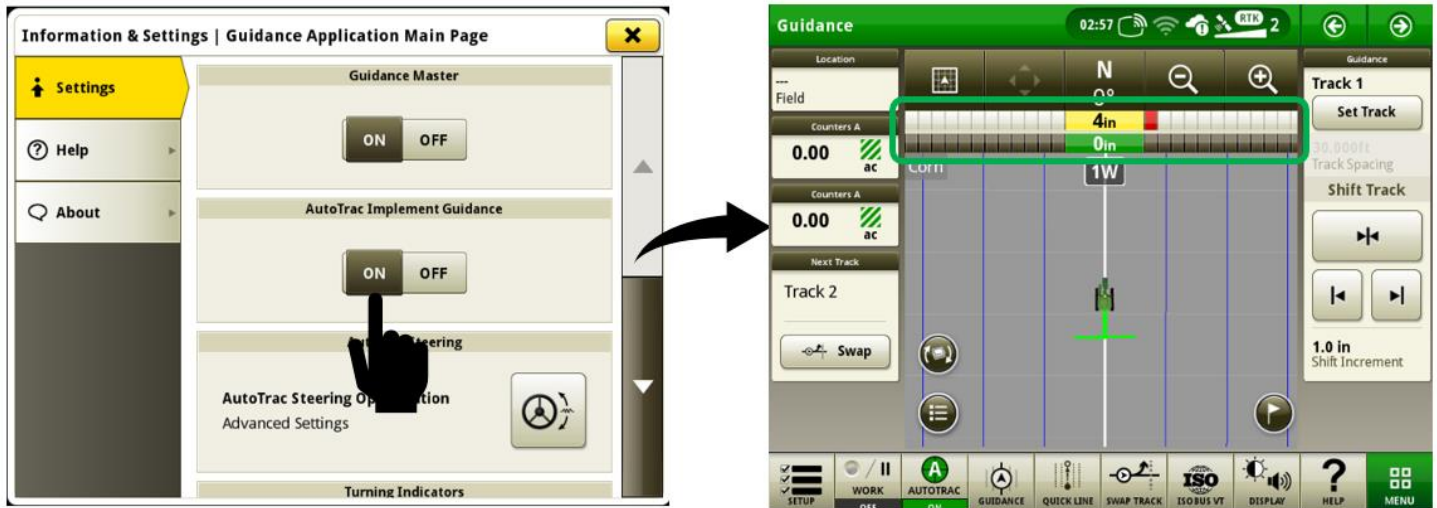 Information & Settings | Guidance Application Main Page
Settings
Help
About
Guidance Master
ON OFF
AutoTrac Implement Guidance
ON OFF
AutoTrac Steering
Advanced Settings
Turning Indicators
Guidance
02:57
RTK
2
Location
---
Field
Counters A
0.00
ac
Counters A
0.00
ac
Next Track
Track 2
Swap
N
0°
4in
0in
1W
Corn
Guidance
Track 1
Set Track
30.000ft
Track Spacing
Shift Track
1.0 in
Shift Increment
SETUP
WORK
OFF
A
AUTOTRAC
ON
GUIDANCE
QUICK LINE
SWAP TRACK
ISO
ISOBUS VT
DISPLAY
?
HELP
MENU